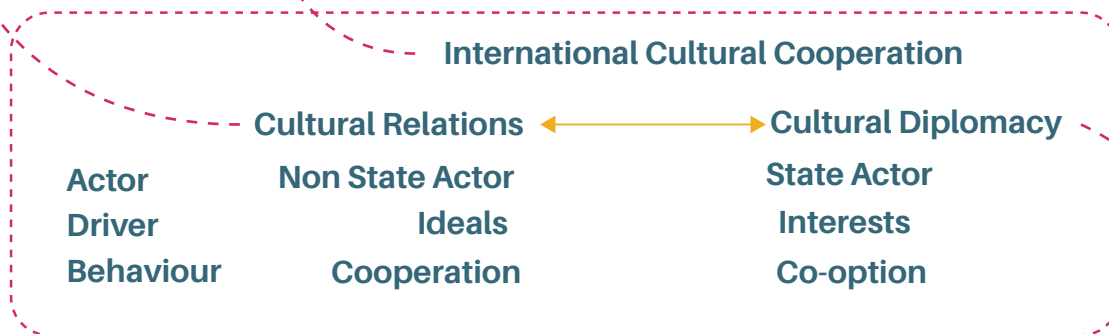 International Cultural Cooperation
Cultural Relations Cultural Diplomacy
Actor Non State Actor State Actor
Driver Ideals Interests
Behaviour Cooperation Co-option